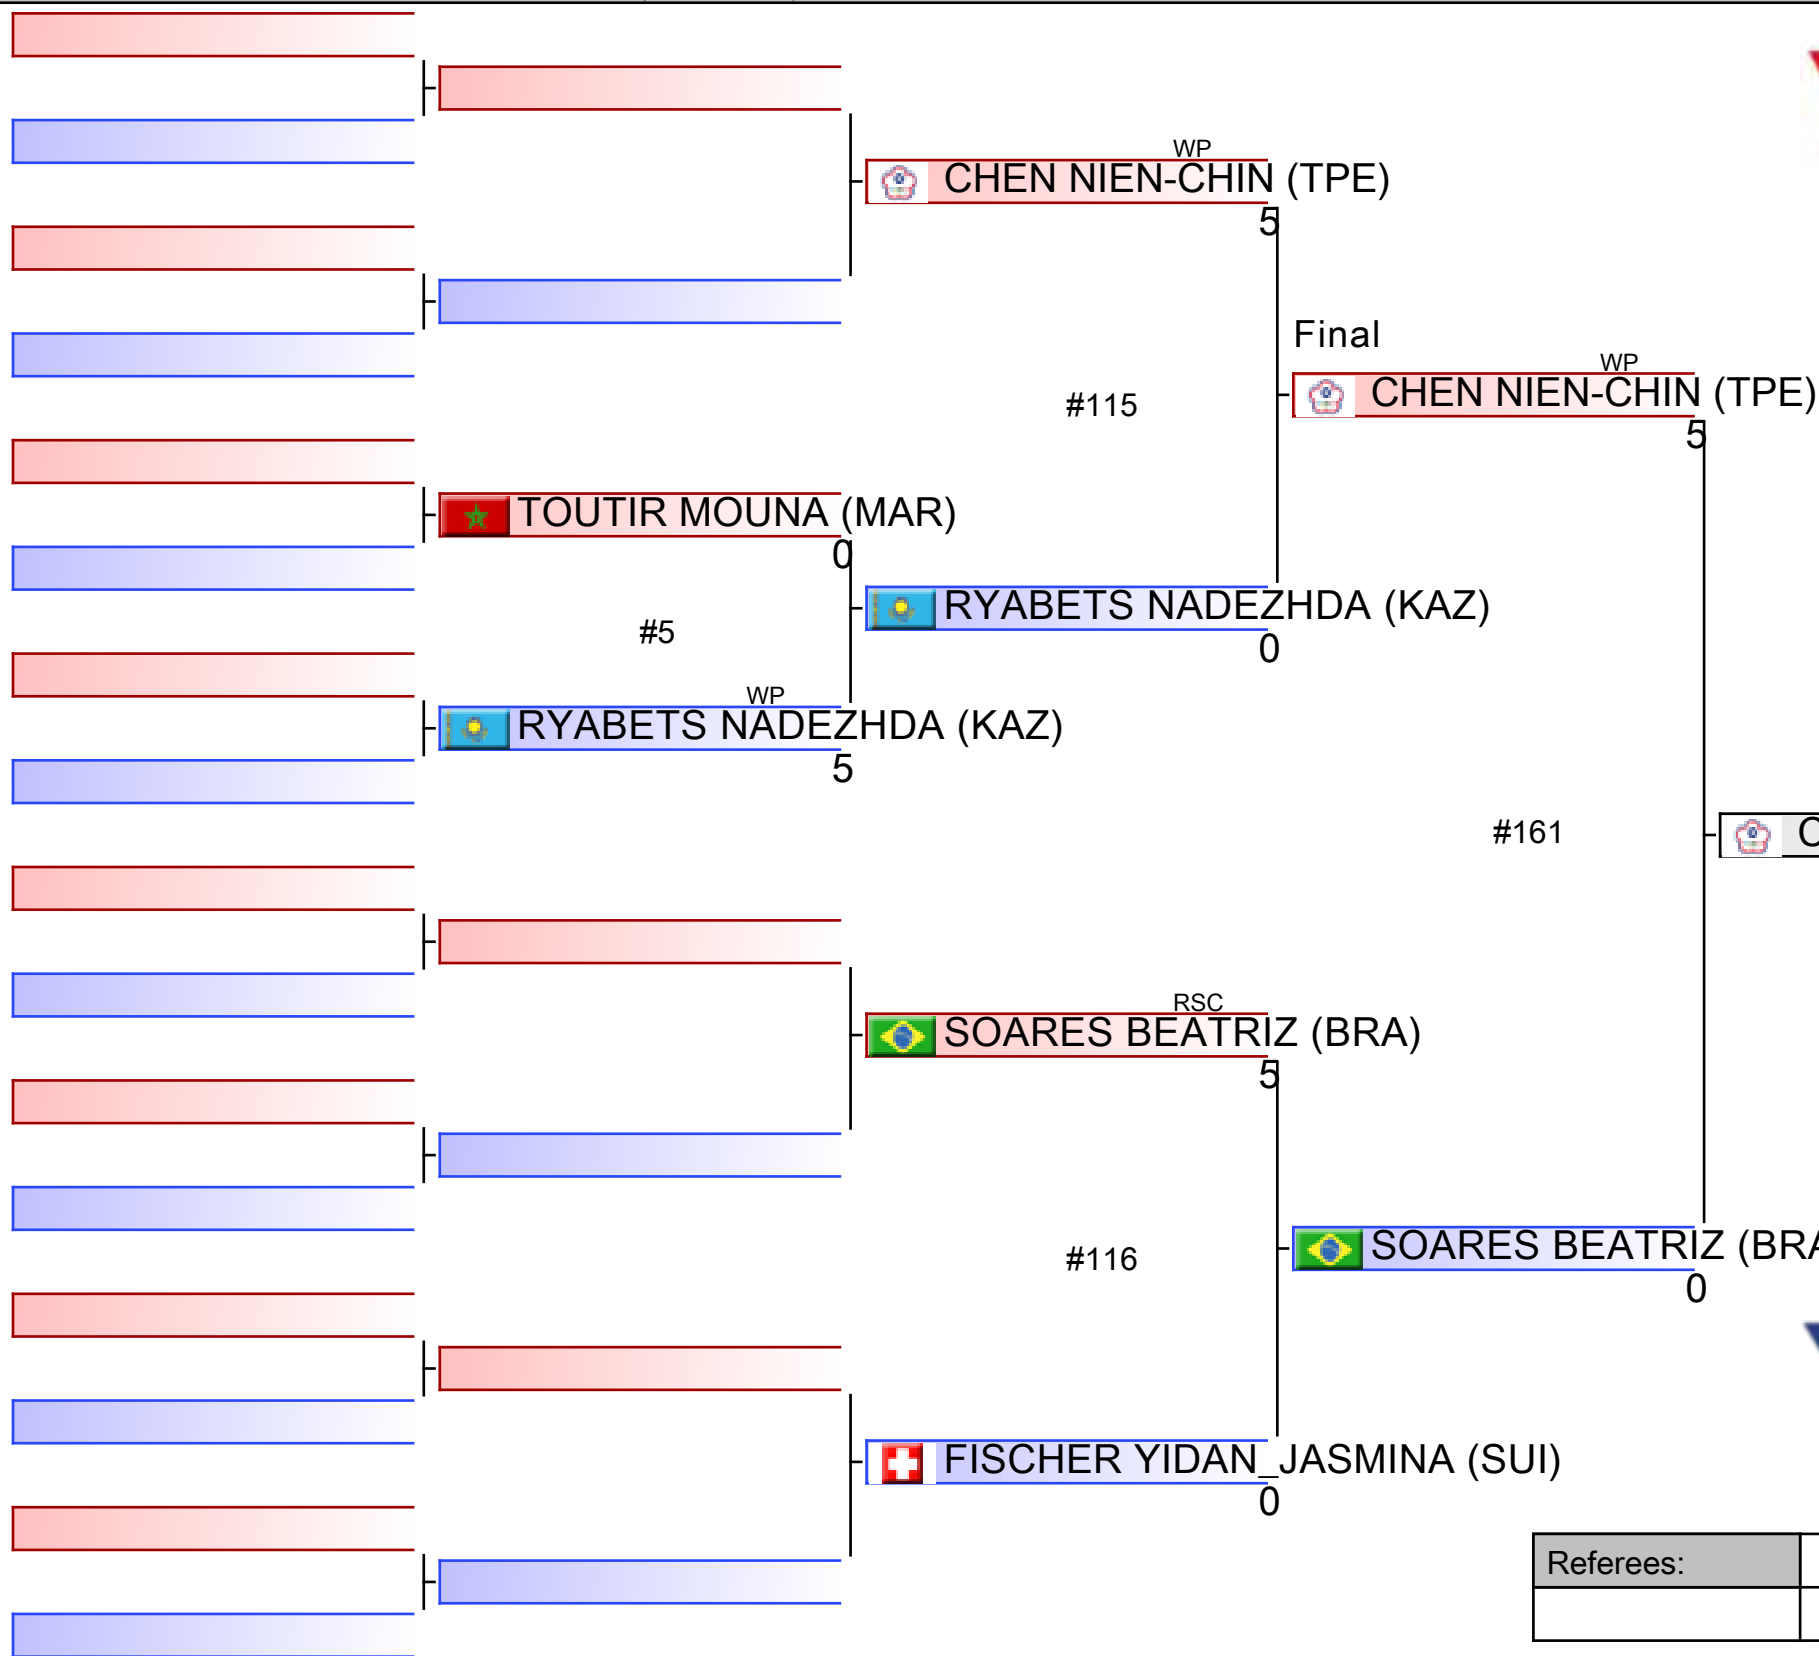 WP
CHEN NIEN-CHIN (TPE)
5
Final
WP
#115
CHEN NIEN-CHIN (TPE)
5
TOUTIR MOUNA (MAR)
0
RYABETS NADEZHDA (KAZ)
#5
0
WP
RYABETS NADEZHDA (KAZ)
5
#161
C
RSC
SOARES BEATRIZ (BRA)
5
#116
SOARES BEATRIZ (BRA
0
FISCHER YIDAN_JASMINA (SUI)
0
Referees: